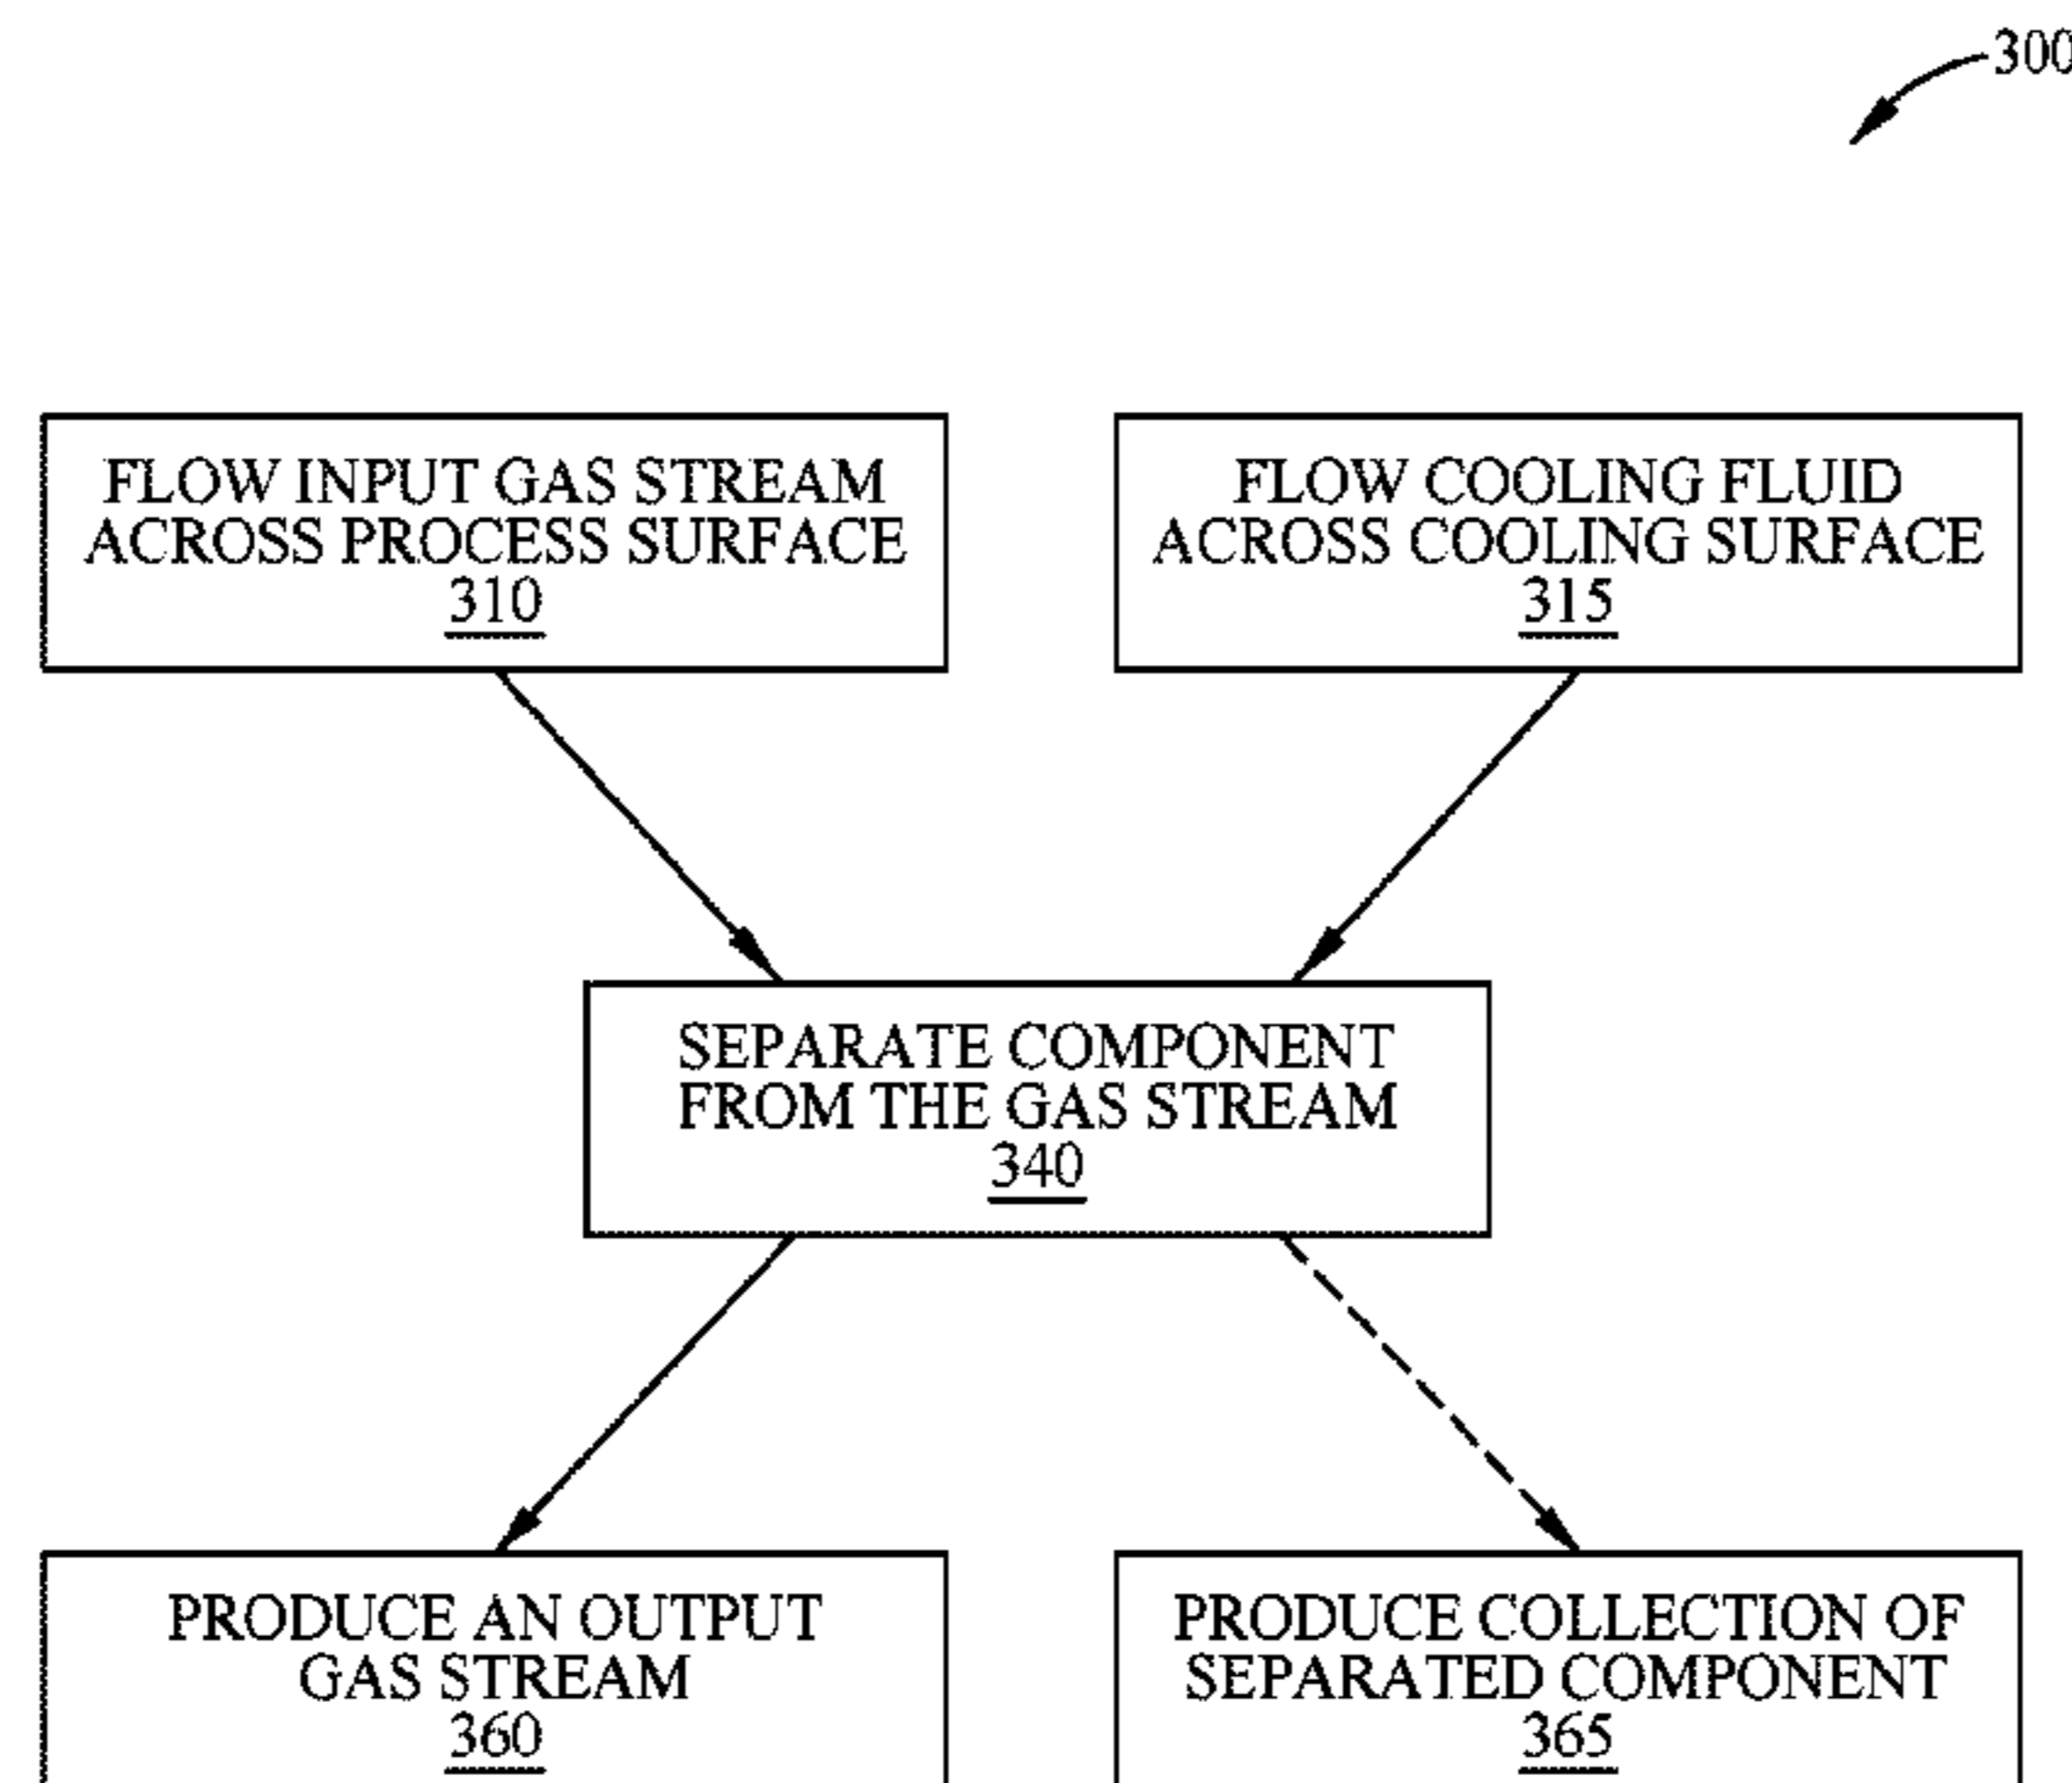 300
FLOW INPUT GAS STREAM
ACROSS PROCESS SURFACE
310
FLOW COOLING FLUID
ACROSS COOLING SURFACE
315
SEPARATE COMPONENT
FROM THE GAS STREAM
340
PRODUCE AN OUTPUT
GAS STREAM
360
PRODUCE COLLECTION OF
SEPARATED COMPONENT
365